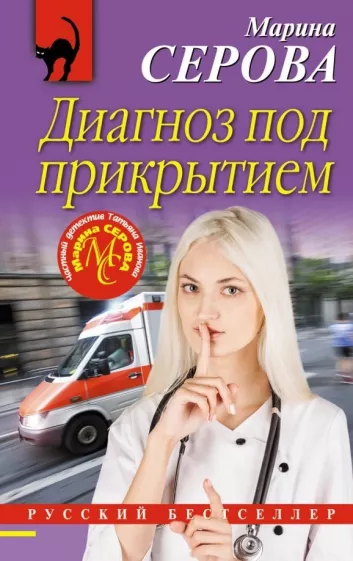 Марина
СЕРОВА
Диагноз под
прикрытием
частный детектив Татьяна Иванова
Марина СЕРОВА
МС
РУССКИЙ БЕСТСЕЛЛЕР